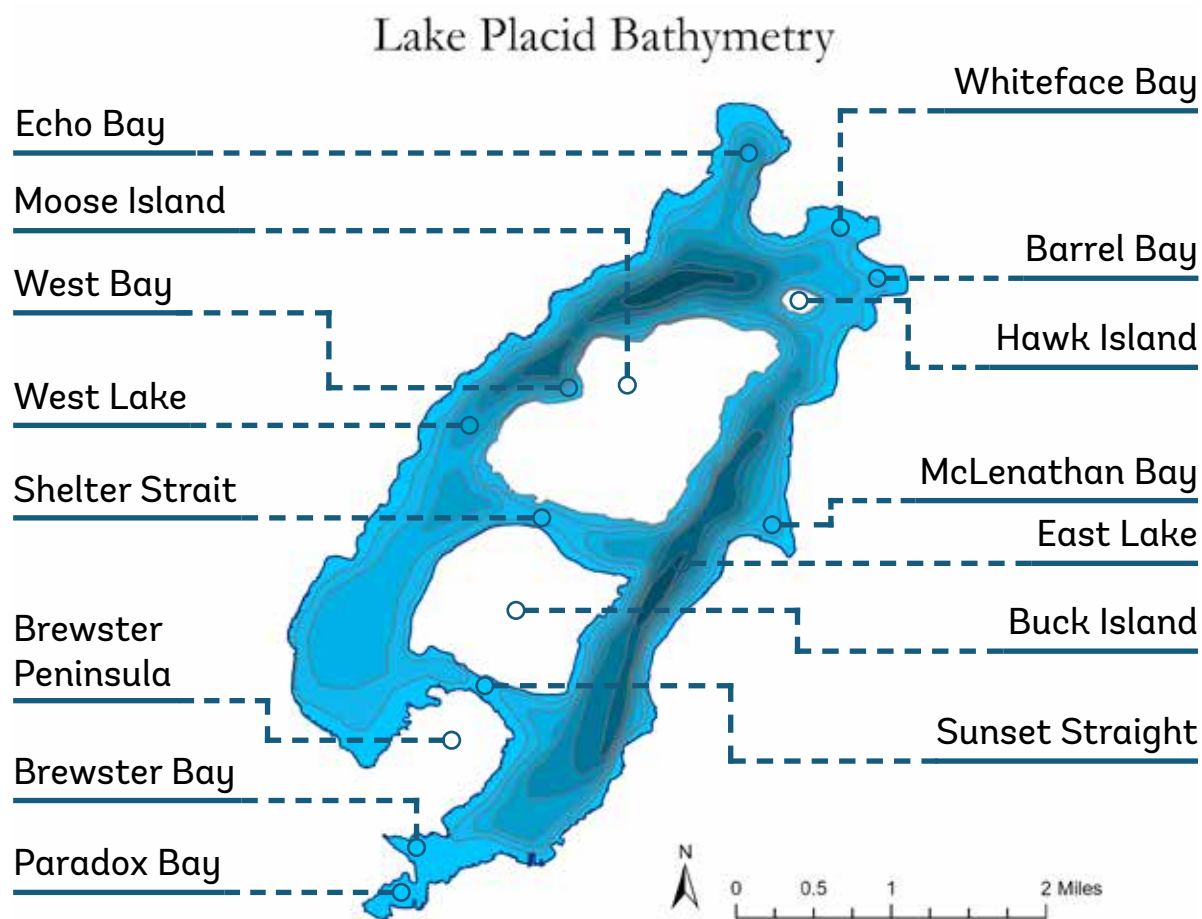 Lake Placid Bathymetry
Echo Bay
Moose Island
West Bay
West Lake
Shelter Strait
Brewster
Peninsula
Brewster Bay
Paradox Bay
Whiteface Bay
Barrel Bay
Hawk Island
McLenathan Bay
East Lake
Buck Island
Sunset Straight
N
0 0.5 1 2 Miles